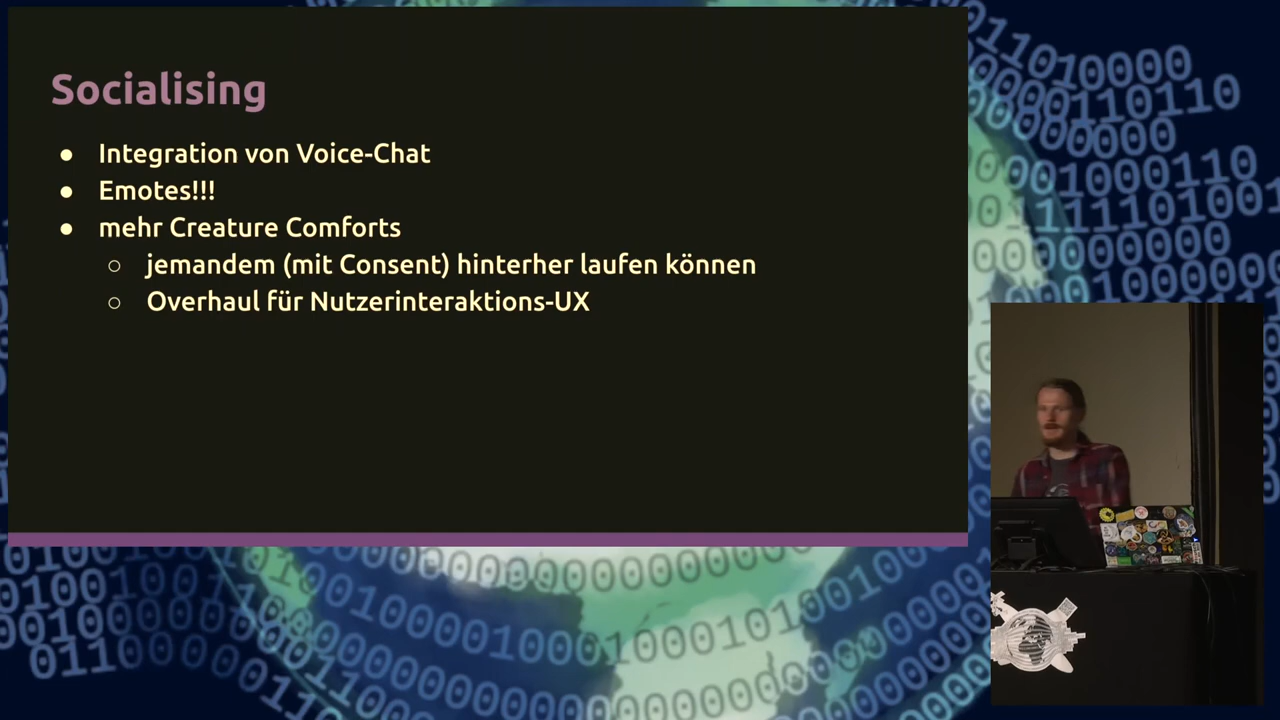 Socialising
● Integration von Voice-Chat
● Emotes!!!
● mehr Creature Comforts
○ jemandem (mit Consent) hinterher laufen können
○ Overhaul für Nutzerinteraktions-UX